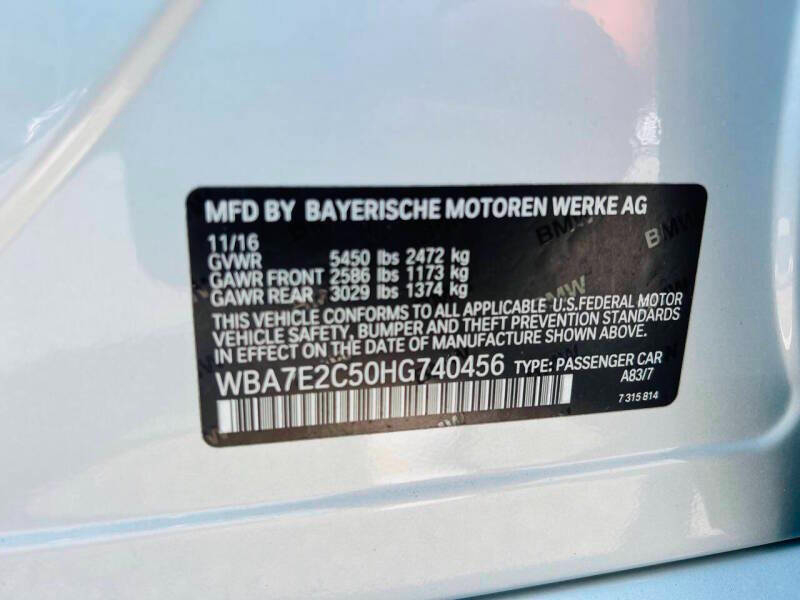 MFD BY BAYERISCHE MOTOREN WERKE AG
11/16
GVWR 5450 lbs 2472 kg
GAWR FRONT 2586 lbs 1173 kg
GAWR REAR 3029 lbs 1374 kg
THIS VEHICLE CONFORMS TO ALL APPLICABLE U.S.FEDERAL MOTOR
VEHICLE SAFETY, BUMPER AND THEFT PREVENTION STANDARDS
IN EFFECT ON THE DATE OF MANUFACTURE SHOWN ABOVE.
WBA7E2C50HG740456 TYPE: PASSENGER CAR
A83/7
7 315 814
BMW
BMW
BMW